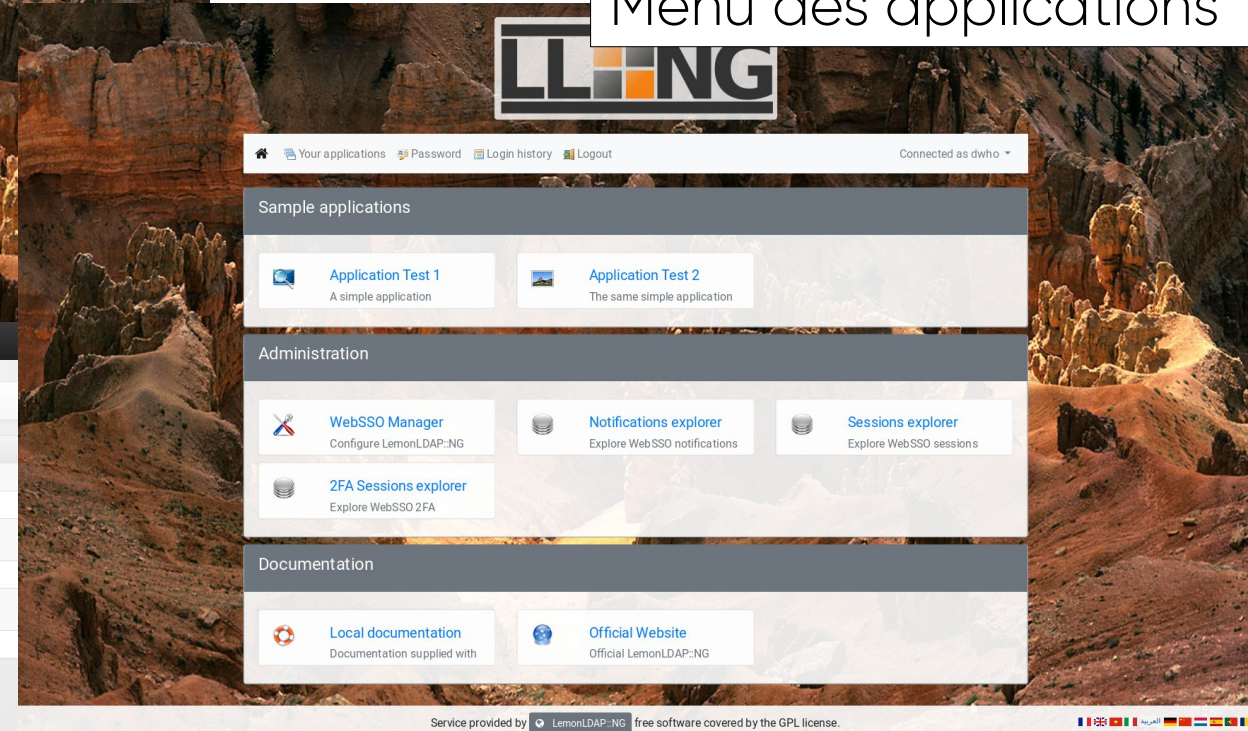 Menu des applications
LL NG
Your applications Password Login history Logout Connected as dwho
Sample applications
Application Test 1 Application Test 2
A simple application The same simple application
Administration
WebSSO Manager Notifications explorer Sessions explorer
Configure LemonLDAP::NG Explore WebSSO notifications Explore WebSSO sessions
2FA Sessions explorer
Explore WebSSO 2FA
Documentation
Local documentation Official Website
Documentation supplied with Official LemonLDAP::NG
Service provided by LemonLDAP::NG free software covered by the GPL license. العربية